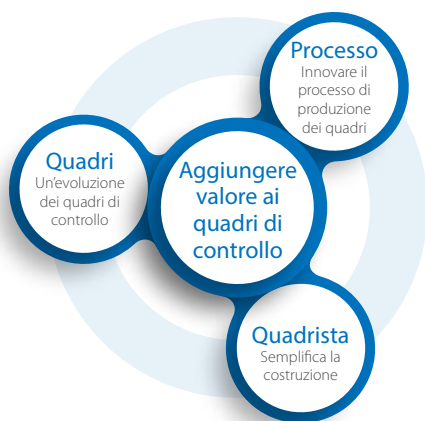 Processo
Innovare il
processo di
produzione
dei quadri
Quadri
Un'evoluzione
dei quadri di
controllo
Aggiungere
valore ai
quadri di
controllo
Quadrista
Semplifica la
costruzione